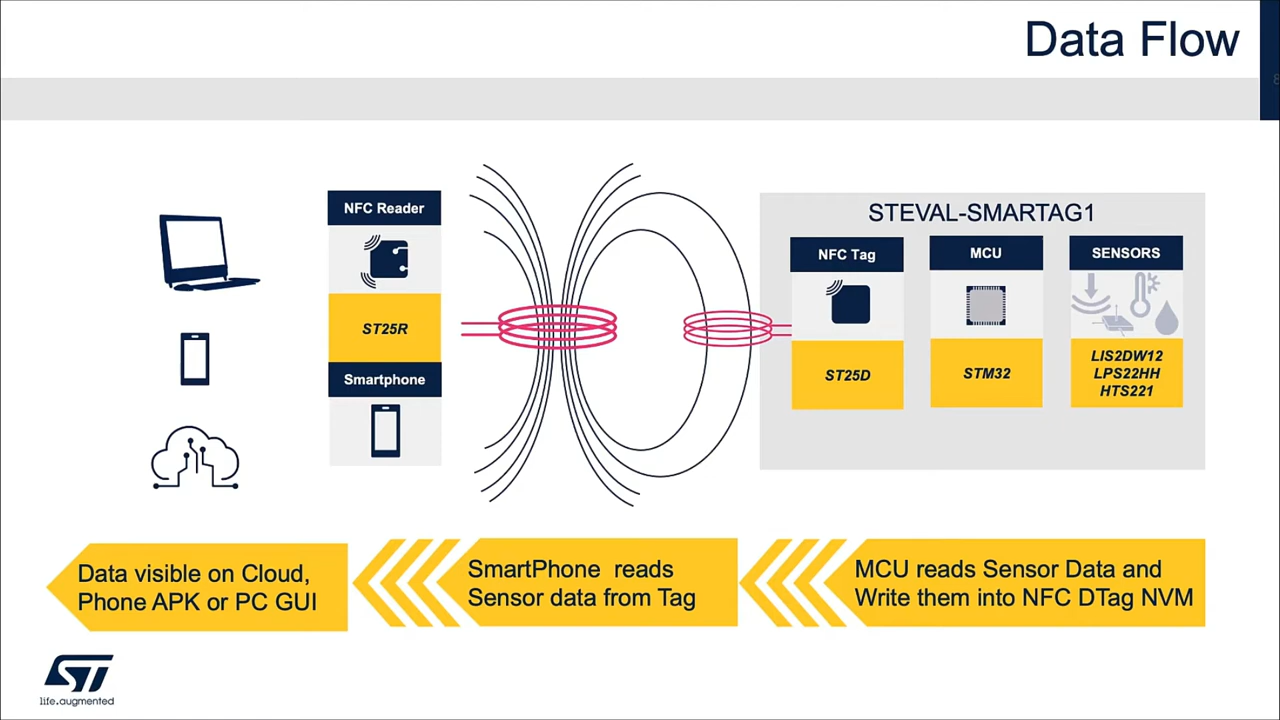 Data Flow
NFC Reader
ST25R
Smartphone
STEVAL-SMARTAG1
NFC Tag
ST25D
MCU
STM32
SENSORS
LIS2DW12
LPS22HH
HTS221
Data visible on Cloud,
Phone APK or PC GUI
SmartPhone reads
Sensor data from Tag
MCU reads Sensor Data and
Write them into NFC DTag NVM
ST
life.augmented